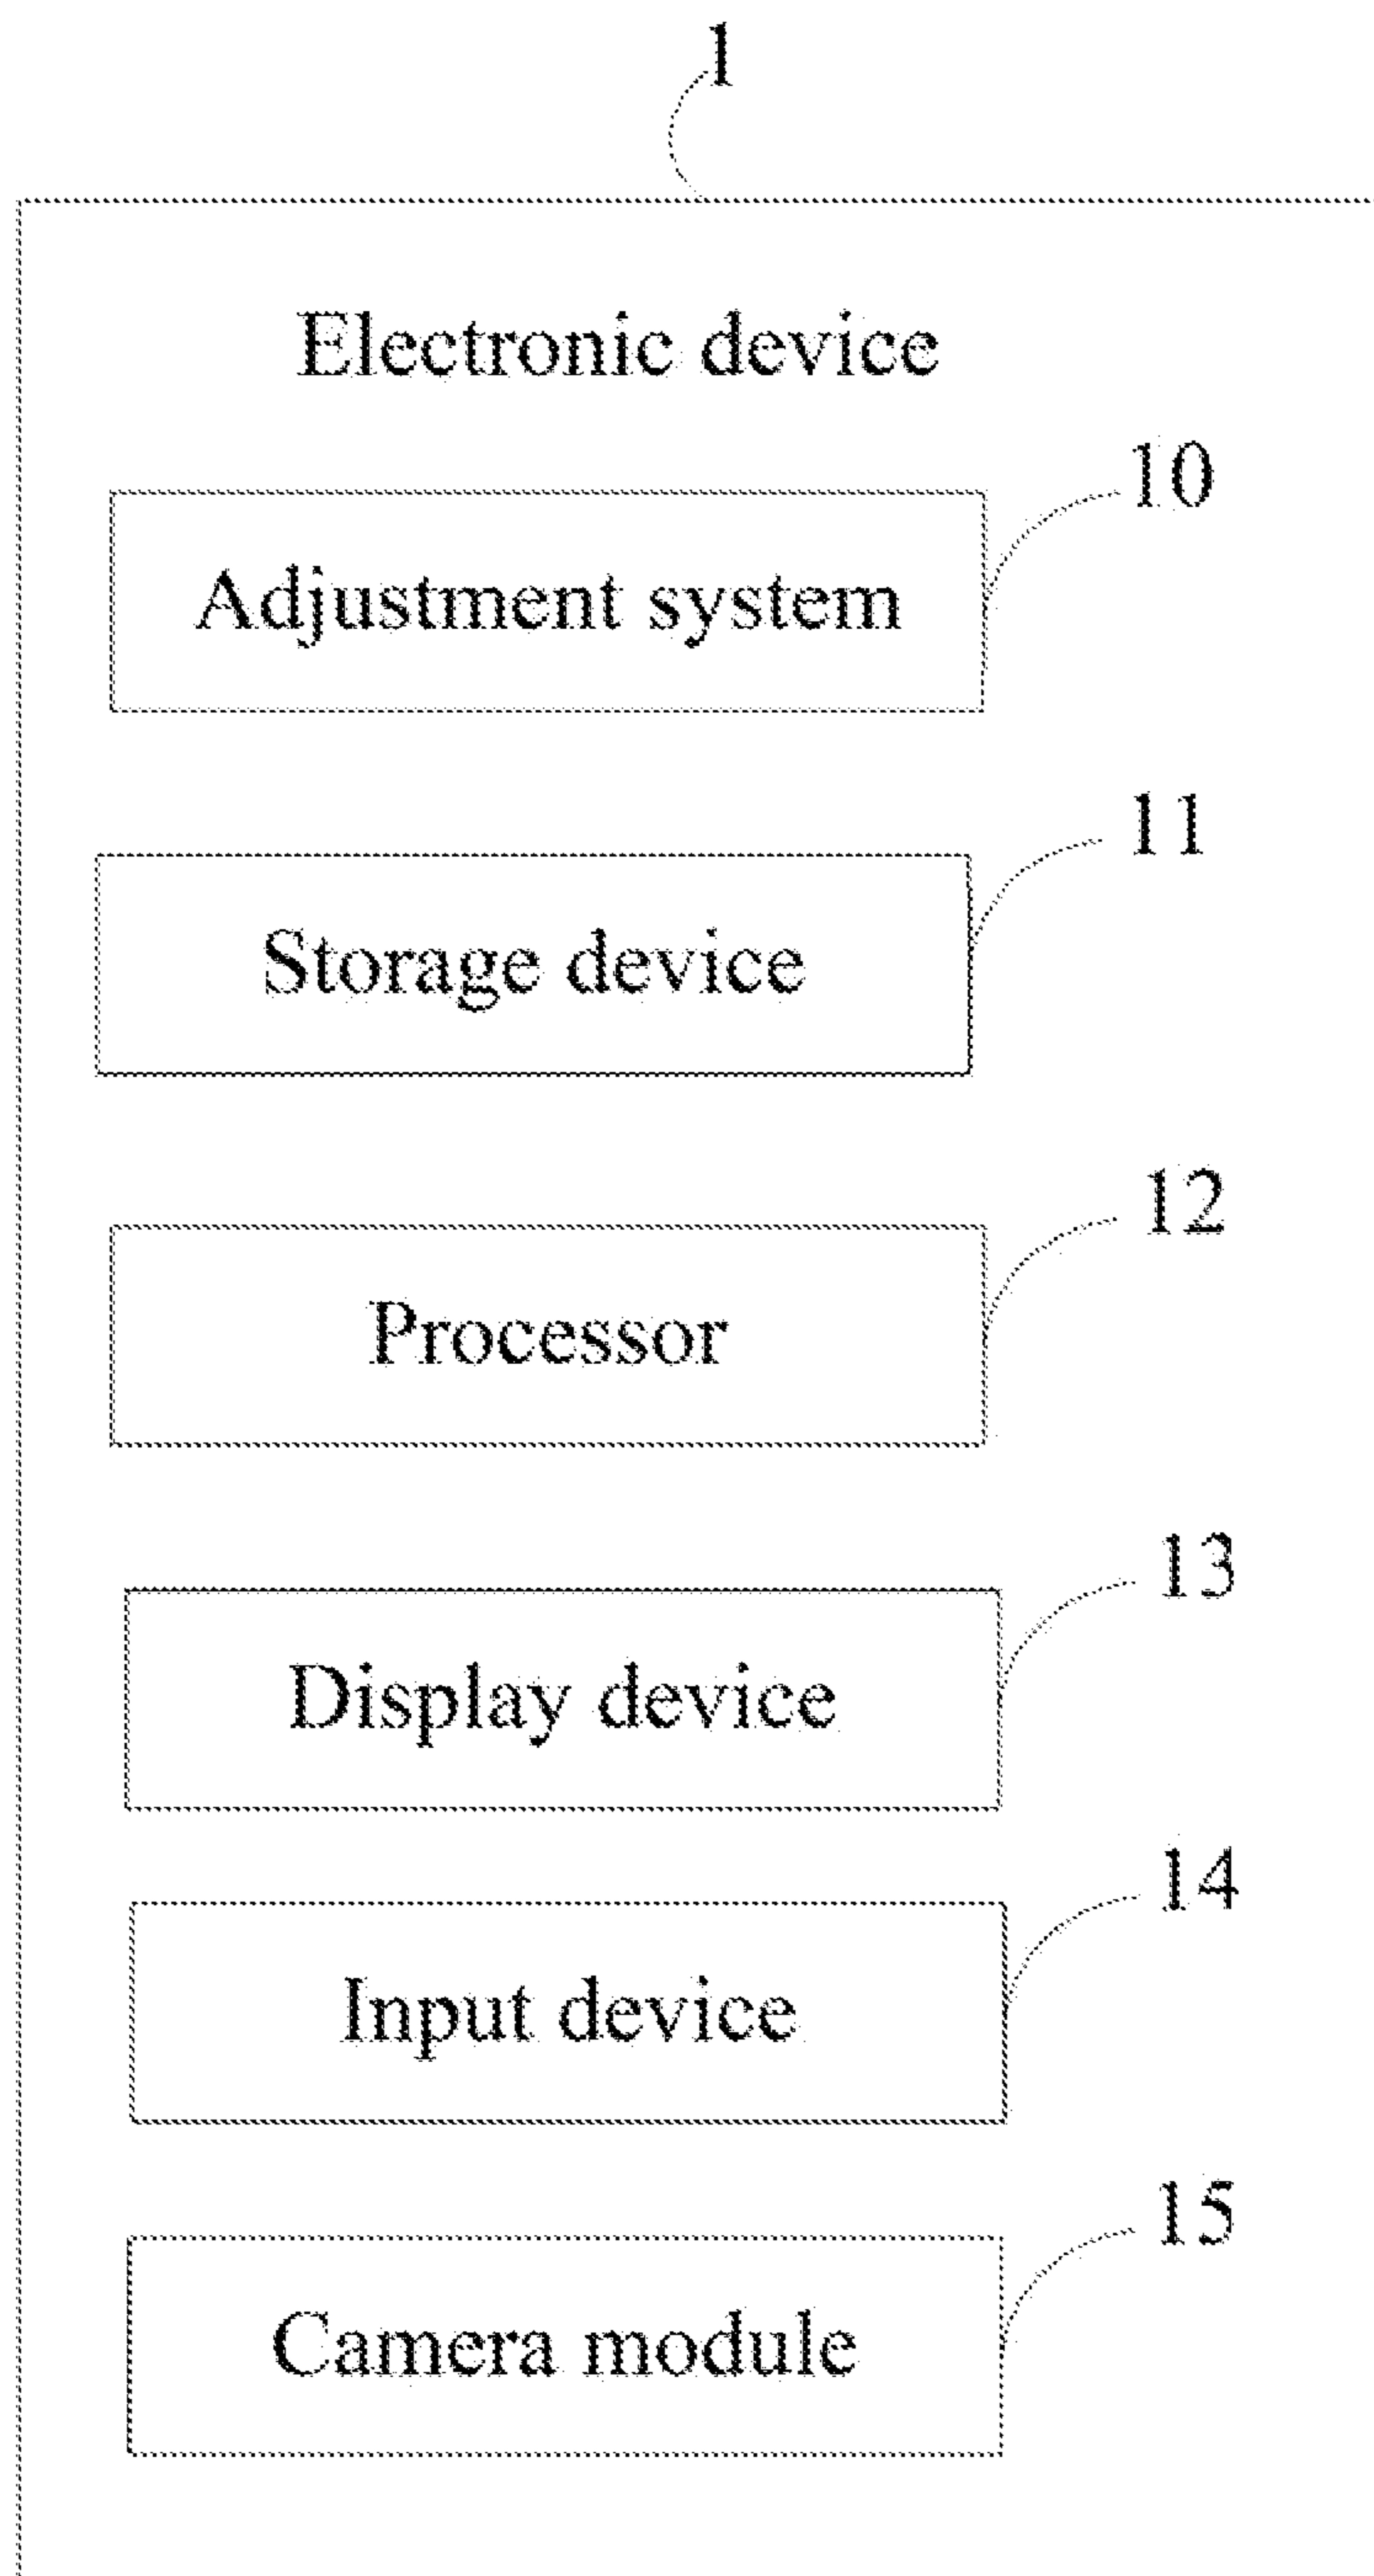 1
Electronic device
10
Adjustment system
11
Storage device
12
Processor
13
Display device
14
Input device
15
Camera module